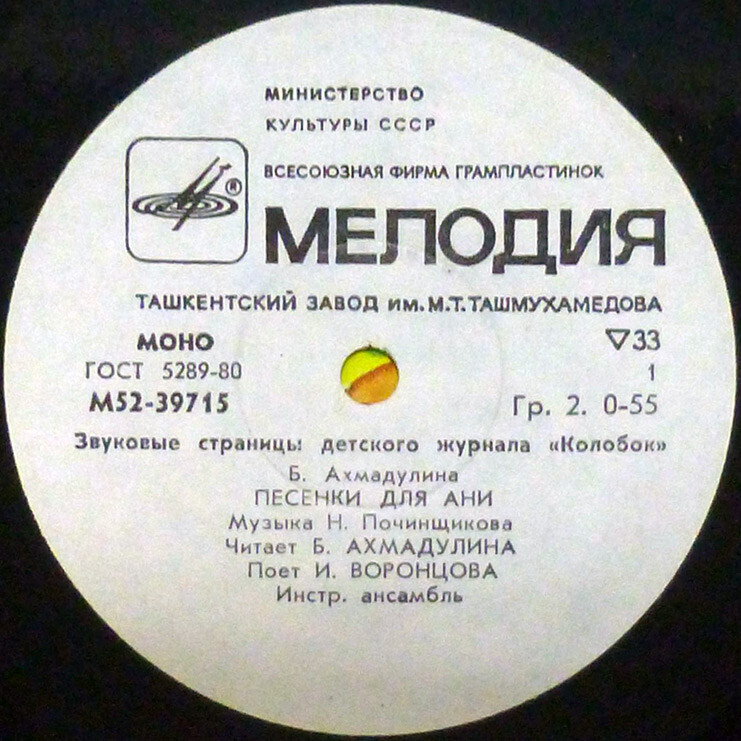 МИНИСТЕРСТВО
КУЛЬТУРЫ СССР
ВСЕСОЮЗНАЯ ФИРМА ГРАМПЛАСТИНОК
®
МЕЛОДИЯ
ТАШКЕНТСКИЙ ЗАВОД им. М.Т. ТАШМУХАМЕДОВА
МОНО ▽33
ГОСТ 5289-80 1
М52-39715 Гр. 2. 0-55
Звуковые страницы детского журнала «Колобок»
Б. Ахмадулина
ПЕСЕНКИ ДЛЯ АНИ
Музыка Н. Починщикова
Читает Б. АХМАДУЛИНА
Поет И. ВОРОНЦОВА
Инстр. ансамбль